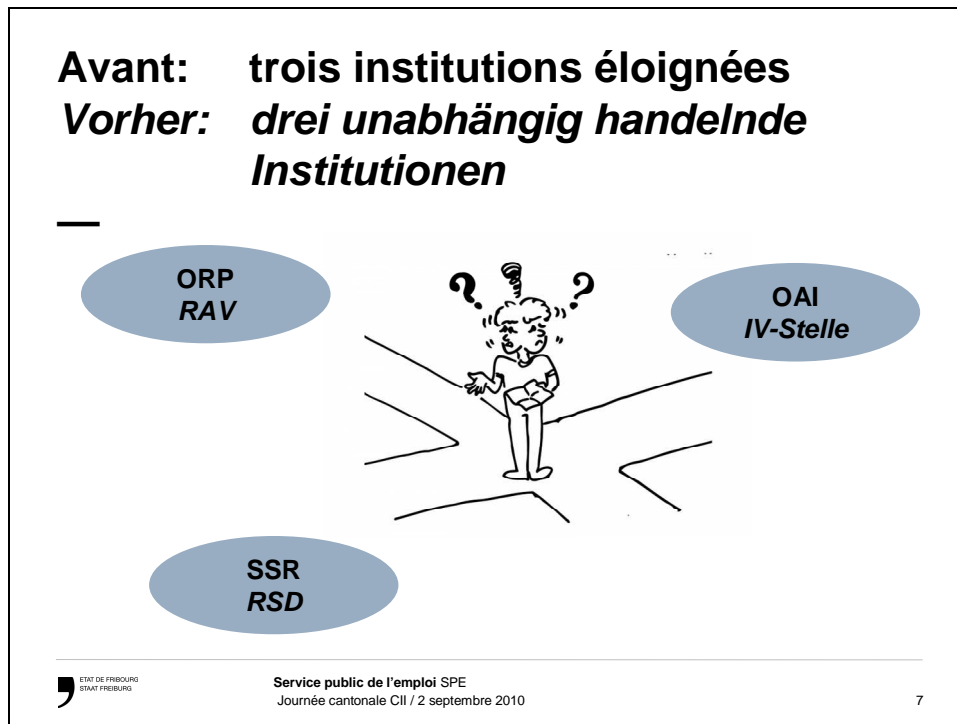 Avant: trois institutions éloignées
Vorher: drei unabhängig handelnde
Institutionen
ORP
RAV
? ?
OAI
IV-Stelle
SSR
RSD
ETAT DE FRIBOURG
STAAT FREIBURG
Service public de l'emploi SPE
Journée cantonale CII / 2 septembre 2010
7